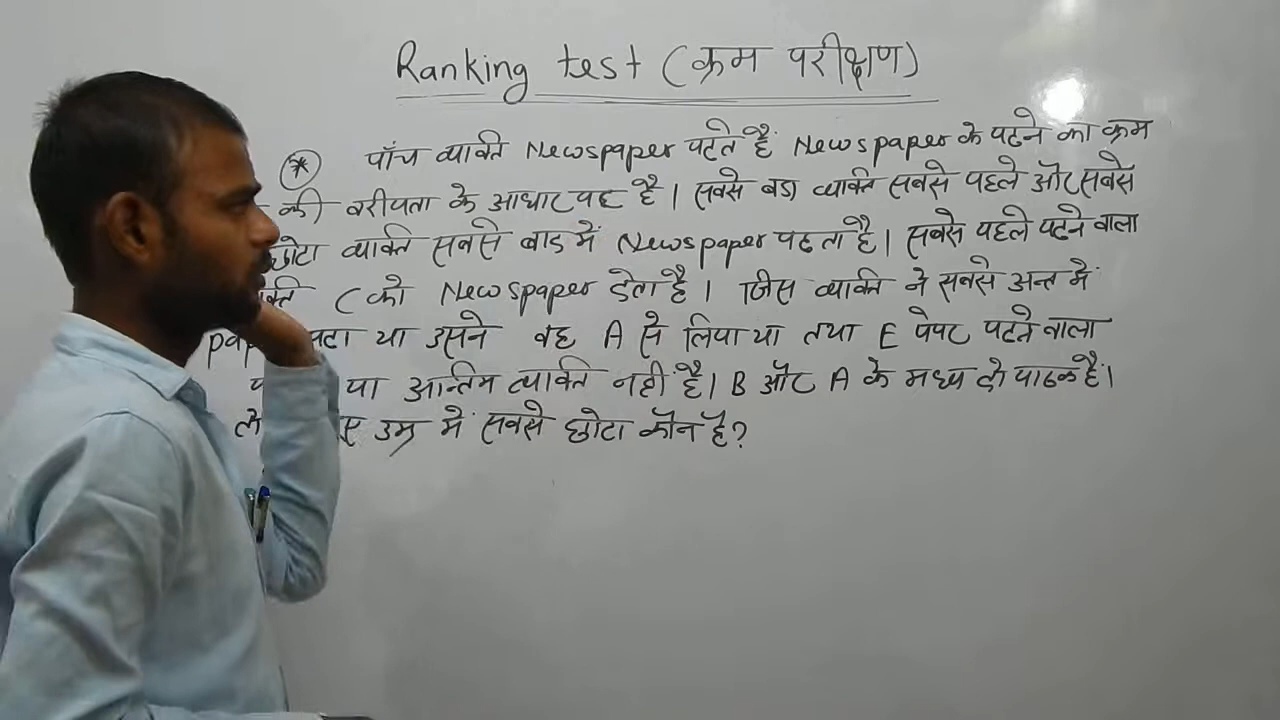 Ranking test (क्रम परीक्षण)
* पाँच व्यक्ति Newspaper पढ़ते हैं Newspaper के पढ़ने का क्रम
की वरीयता के आधार पर है। सबसे बड़ा व्यक्ति सबसे पहले और सबसे
छोटा व्यक्ति सबसे बाद में Newspaper पढ़ता है। सबसे पहले पढ़ने वाला
C को Newspaper देता है। जिस व्यक्ति ने सबसे अन्त में
था उसने वह A से लिया था तथा E पेपर पढ़ने वाला
या अन्तिम व्यक्ति नहीं है। B और A के मध्य दो पाठक हैं।
उम्र में सबसे छोटा कौन है?